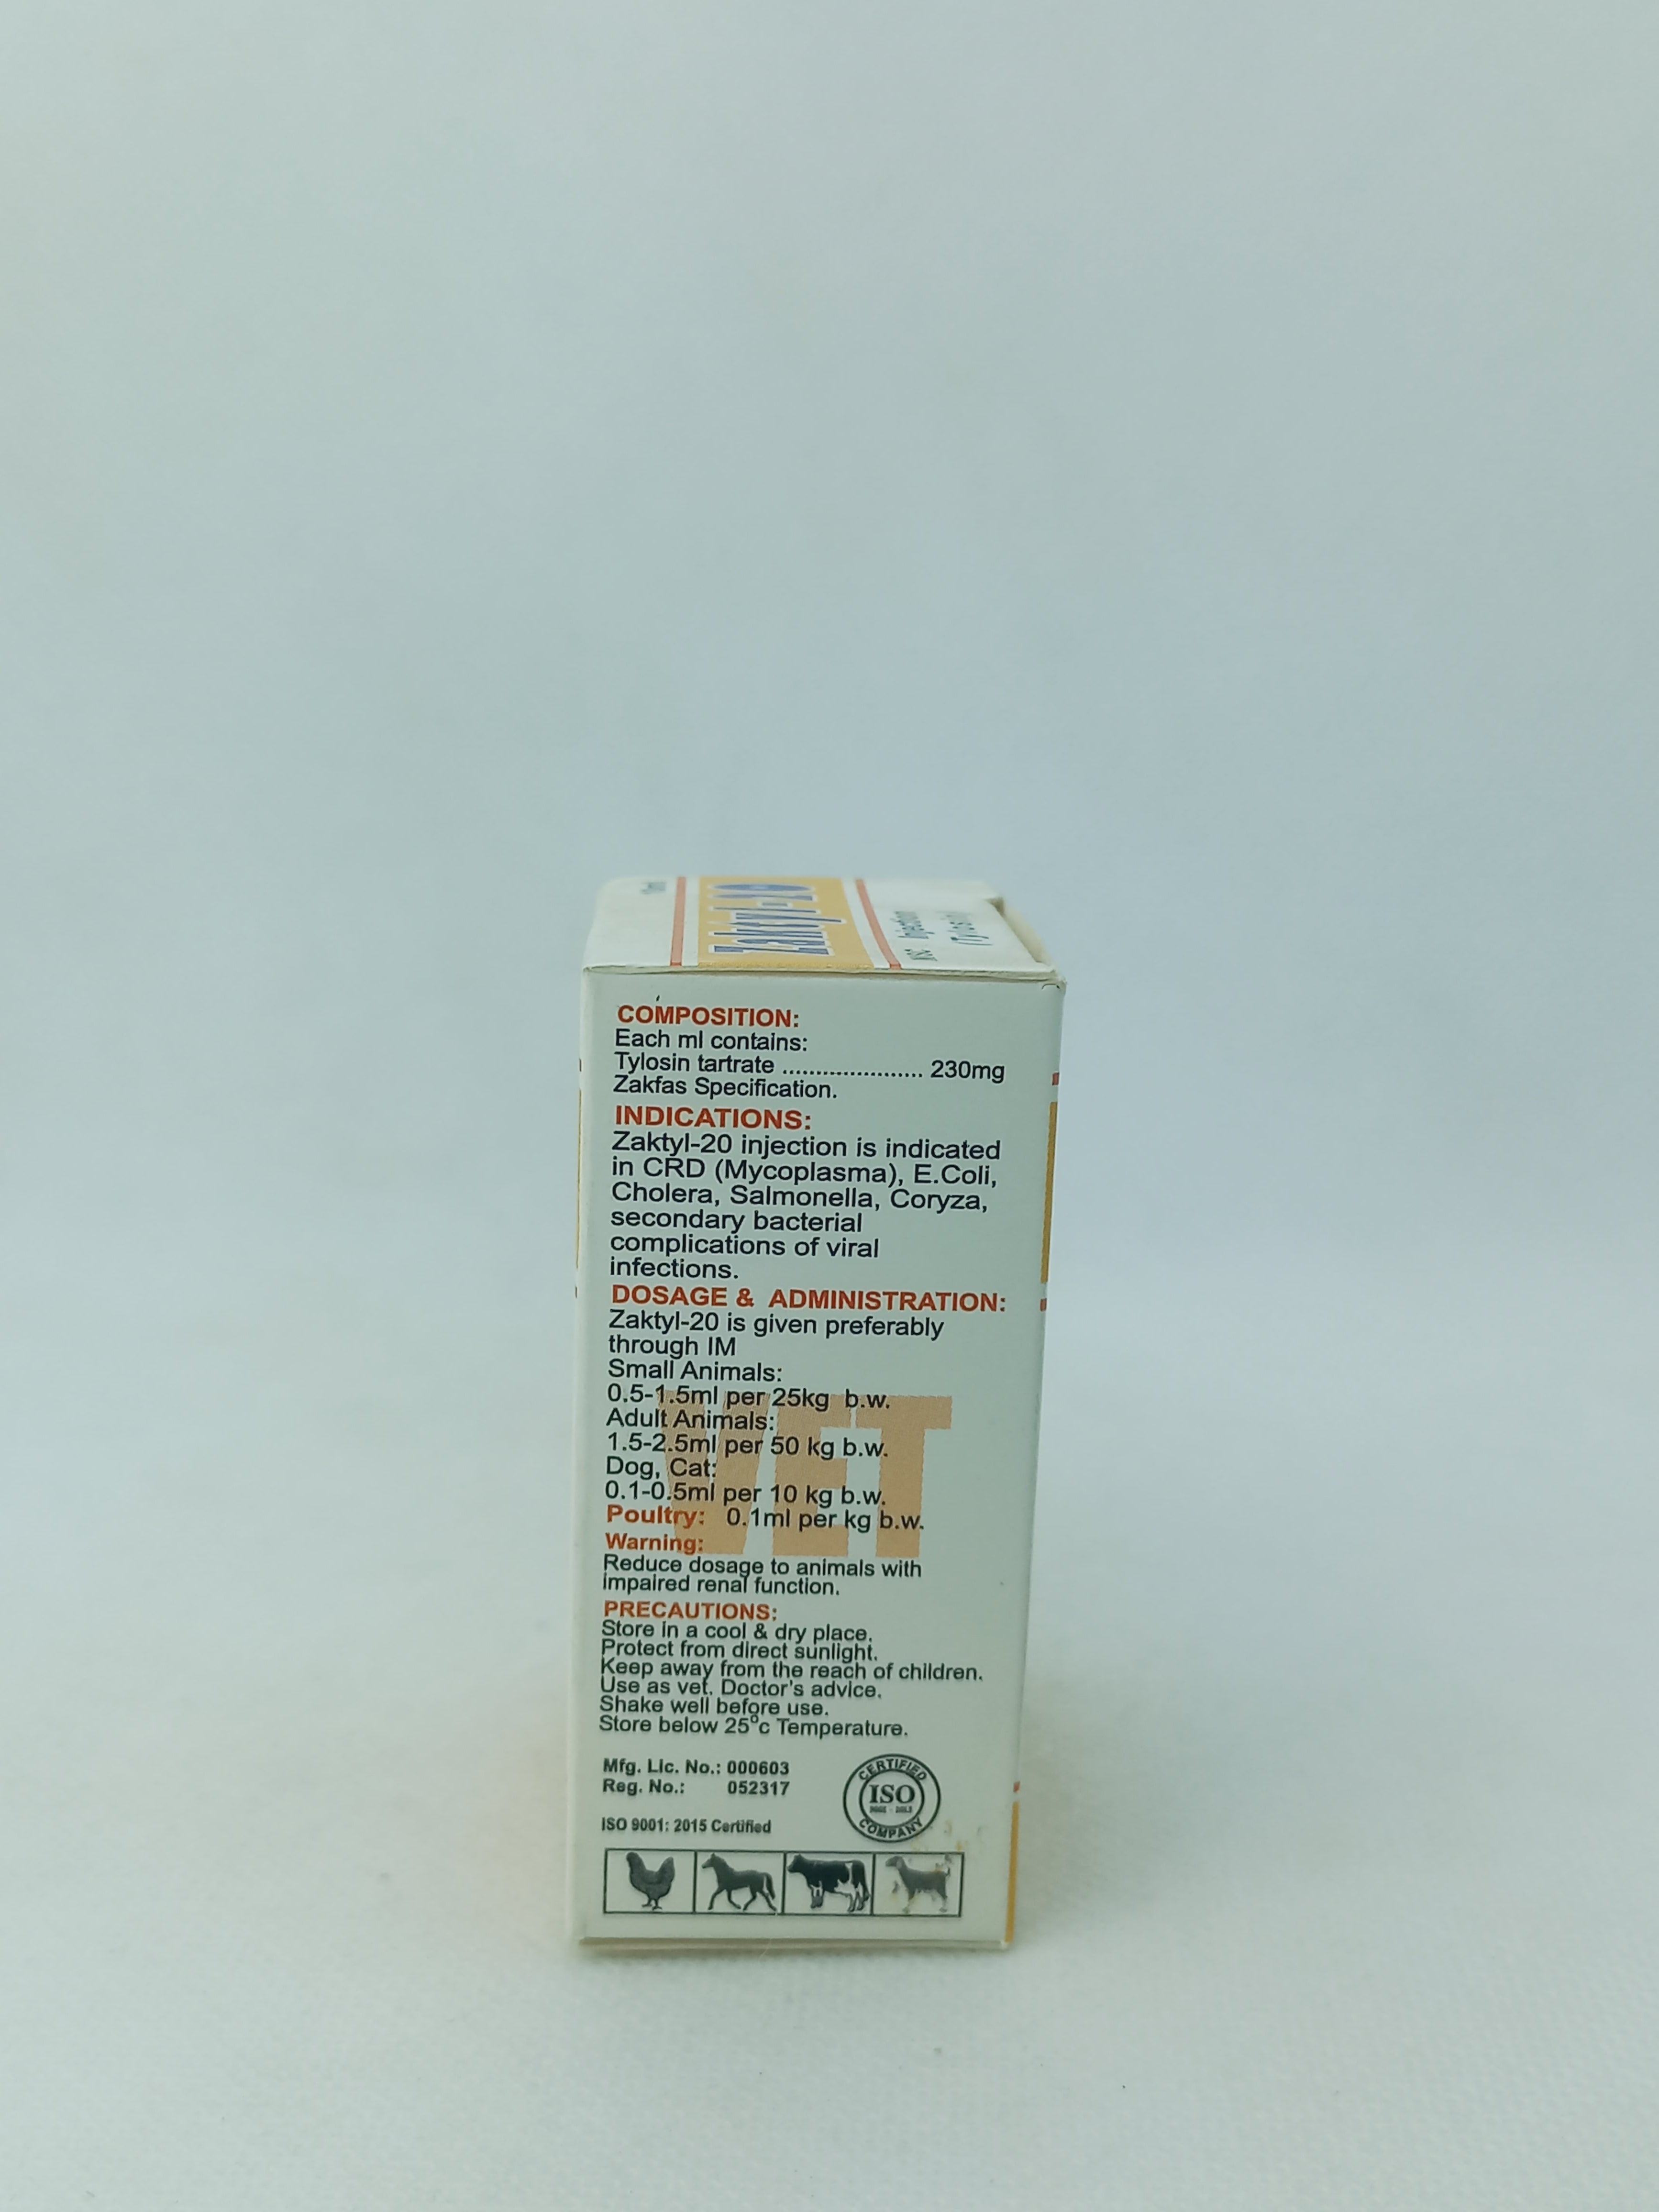 Zaktyl-20
Injection
(Tylosin)
COMPOSITION:
Each ml contains:
Tylosin tartrate ..................... 230mg
Zakfas Specification.
INDICATIONS:
Zaktyl-20 injection is indicated
in CRD (Mycoplasma), E.Coli,
Cholera, Salmonella, Coryza,
secondary bacterial
complications of viral
infections.
DOSAGE & ADMINISTRATION:
Zaktyl-20 is given preferably
through IM
Small Animals:
0.5-1.5ml per 25kg b.w.
Adult Animals:
1.5-2.5ml per 50 kg b.w.
Dog, Cat:
0.1-0.5ml per 10 kg b.w.
Poultry: 0.1ml per kg b.w.
VET
Warning:
Reduce dosage to animals with
impaired renal function.
PRECAUTIONS:
Store in a cool & dry place.
Protect from direct sunlight.
Keep away from the reach of children.
Use as vet. Doctor's advice.
Shake well before use.
Store below 25°c Temperature.
Mfg. Lic. No.: 000603
Reg. No.: 052317
ISO 9001: 2015 Certified
CERTIFIED
ISO
COMPANY